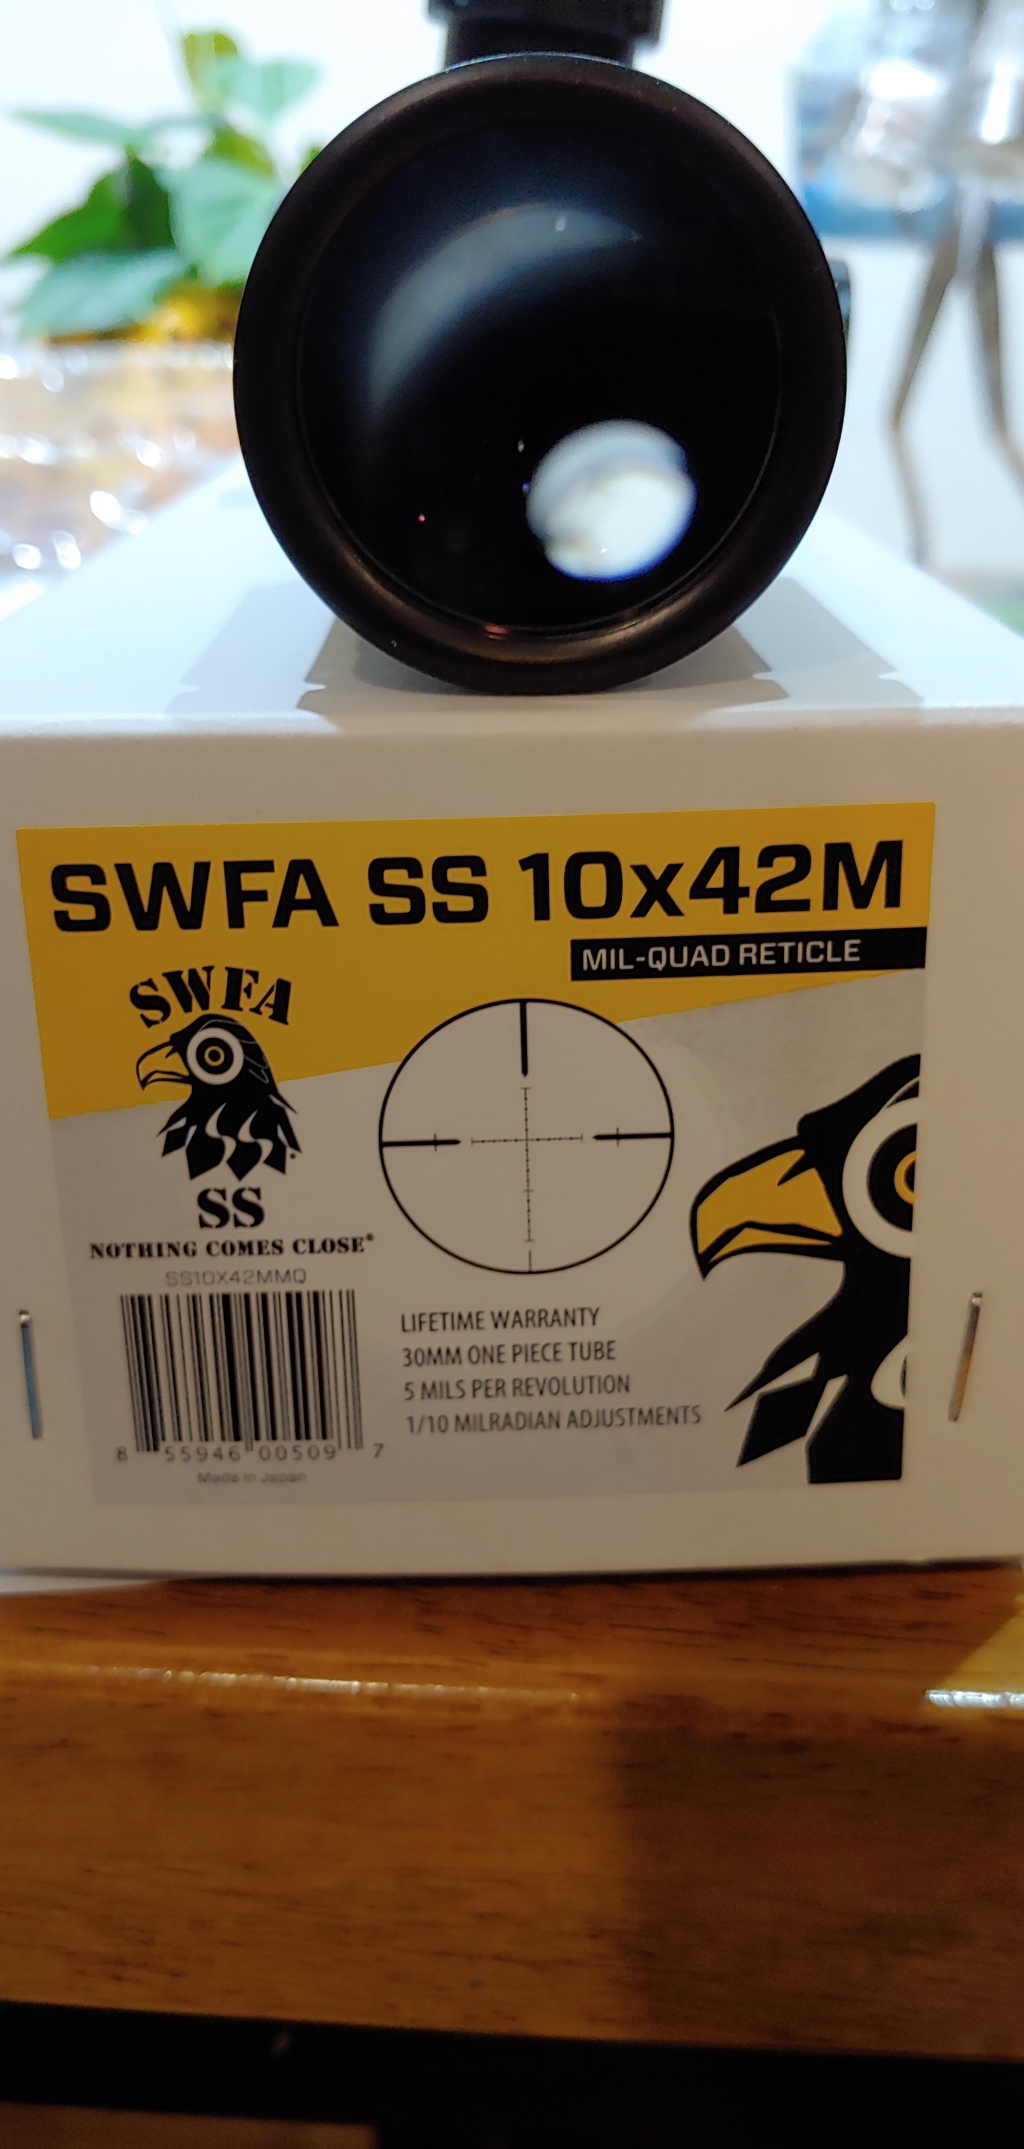 SWFA SS 10x42M
MIL-QUAD RETICLE
SWFA
SS
SS
NOTHING COMES CLOSE®
SS10X42MMQ
8 55946 00509 7
Made in Japan
LIFETIME WARRANTY
30MM ONE PIECE TUBE
5 MILS PER REVOLUTION
1/10 MILRADIAN ADJUSTMENTS